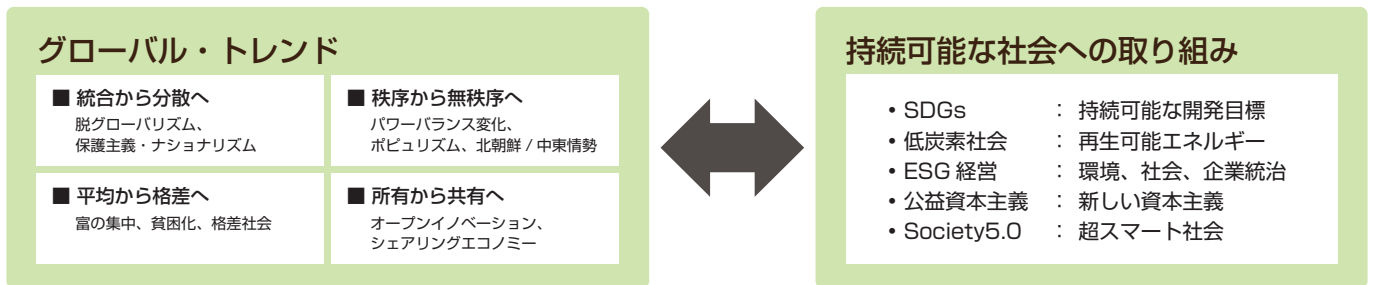 グローバル・トレンド
■ 統合から分散へ
脱グローバリズム、
保護主義・ナショナリズム
■ 秩序から無秩序へ
パワーバランス変化、
ポピュリズム、北朝鮮 / 中東情勢
■ 平均から格差へ
富の集中、貧困化、格差社会
■ 所有から共有へ
オープンイノベーション、
シェアリングエコノミー
持続可能な社会への取り組み
• SDGs ： 持続可能な開発目標
• 低炭素社会 ： 再生可能エネルギー
• ESG 経営 ： 環境、社会、企業統治
• 公益資本主義 ： 新しい資本主義
• Society5.0 ： 超スマート社会